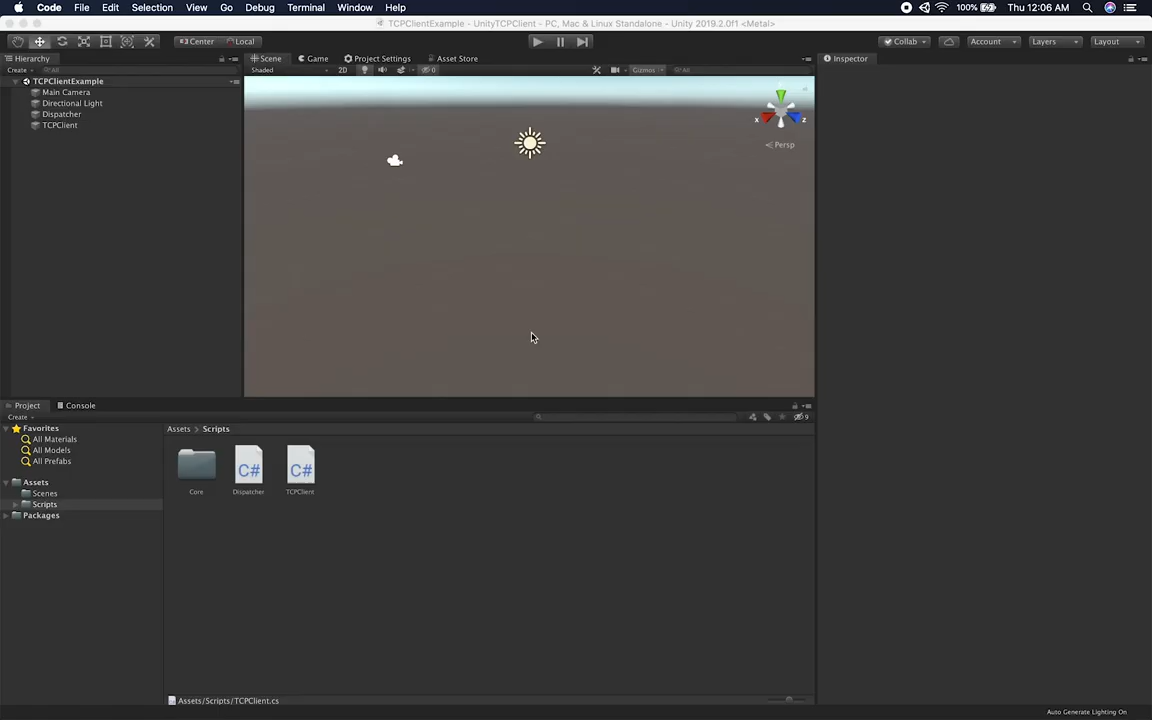 Code File Edit Selection View Go Debug Terminal Window Help 100% Thu 12:06 AM
TCPClientExample - UnityTCPClient - PC, Mac & Linux Standalone - Unity 2019.2.0f1 <Metal>
Center Local Collab Account Layers Layout
Hierarchy Scene Game Project Settings Asset Store Inspector
Create All Shaded 2D 0 Gizmos All
TCPClientExample
Main Camera
Directional Light
Dispatcher
TCPClient
x z
Persp
Project Console
Create 9
Favorites Assets > Scripts
All Materials
All Models
All Prefabs
Assets
Scenes
Scripts
Packages
C# C#
Core Dispatcher TCPClient
Assets/Scripts/TCPClient.cs
Auto Generate Lighting On